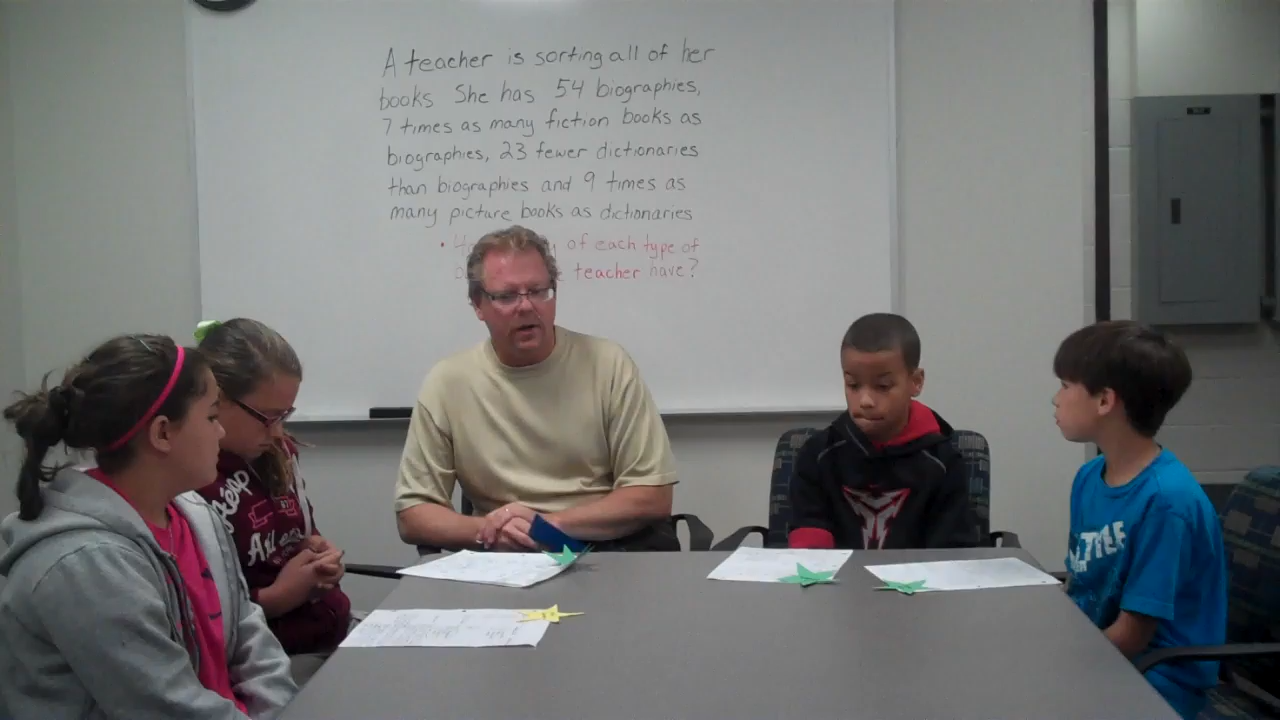 A teacher is sorting all of her
books She has 54 biographies,
7 times as many fiction books as
biographies, 23 fewer dictionaries
than biographies and 9 times as
many picture books as dictionaries
of each type of
teacher have?